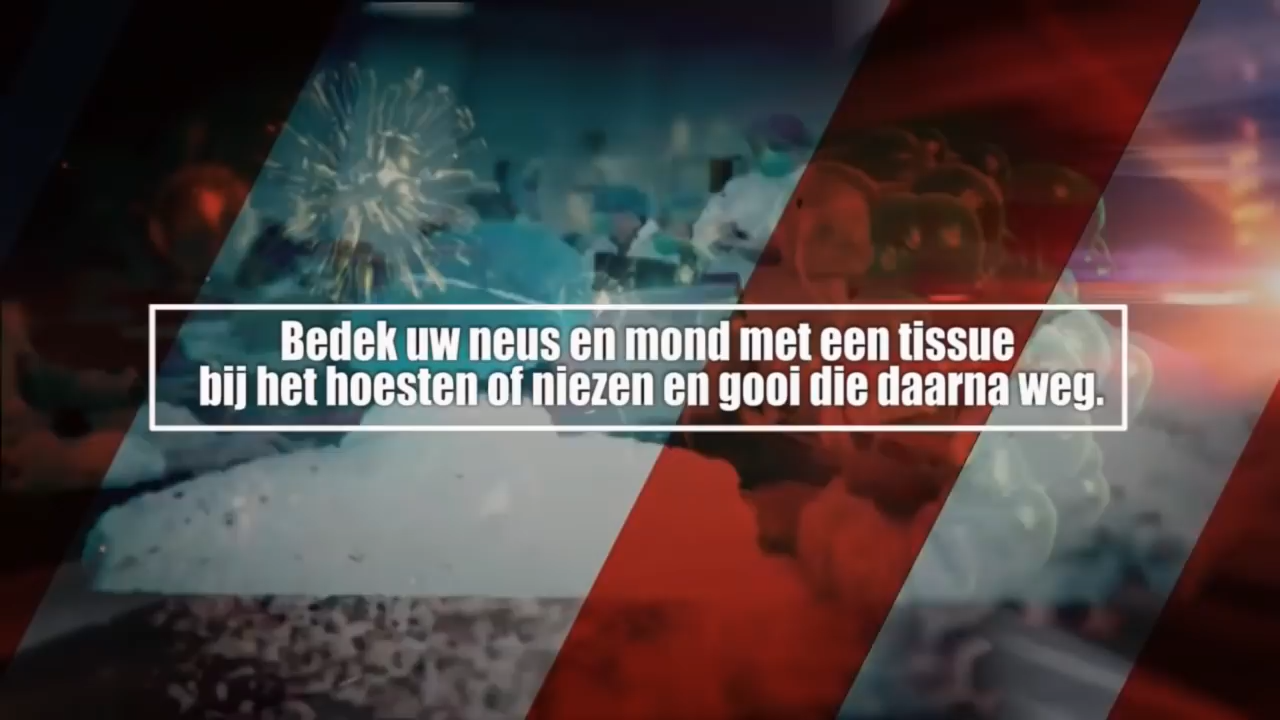 Bedek uw neus en mond met een tissue
bij het hoesten of niezen en gooi die daarna weg.